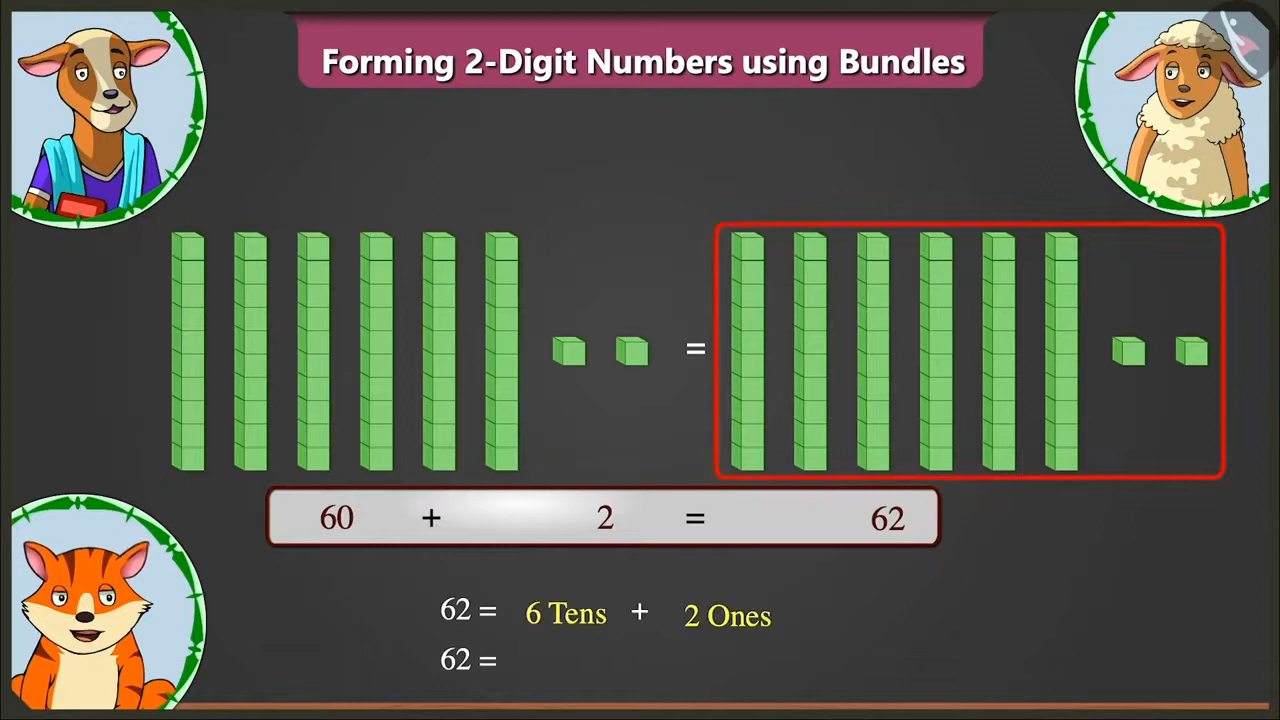 Forming 2-Digit Numbers using Bundles
=
60 + 2 = 62
62 = 6 Tens + 2 Ones
62 =